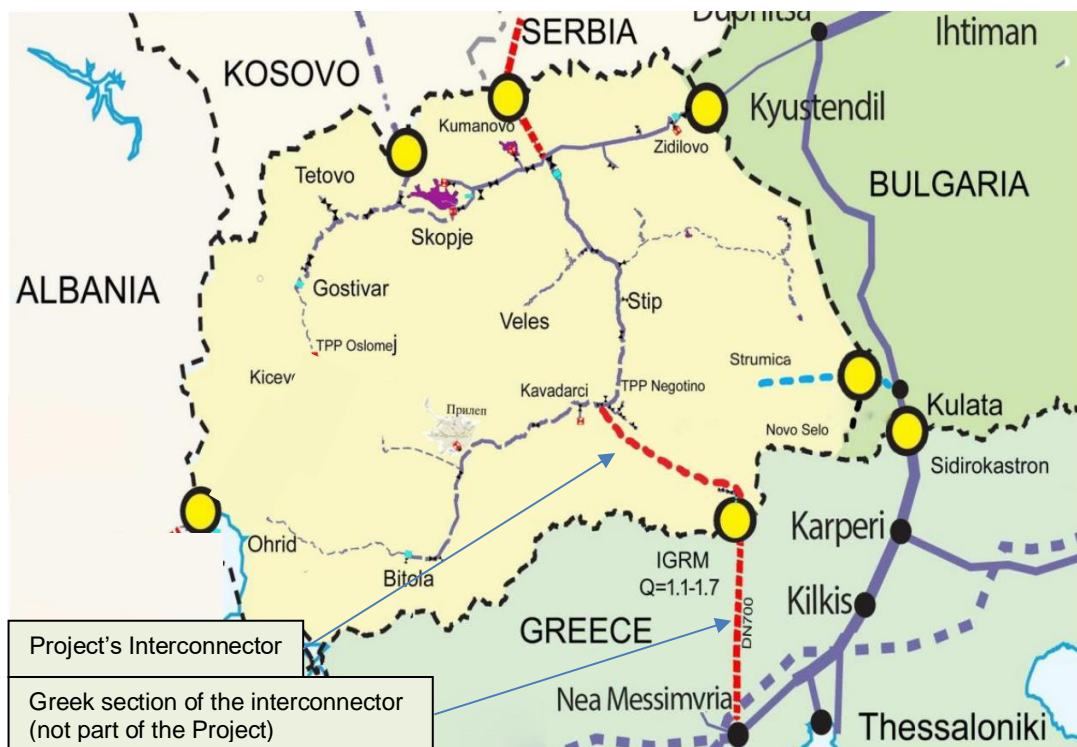 Dupnitsa
SERBIA
Ihtiman
KOSOVO
Kyustendil
Kumanovo
Zidilovo
Tetovo
BULGARIA
Skopje
ALBANIA
Gostivar
Stip
Veles
TPP Oslomej
Strumica
Kicev
Kavadarci
TPP Negotino
Прилеп
Kulata
Novo Selo
Sidirokastron
Karperi
Ohrid
IGRM
Bitola
Q=1.1-1.7
Kilkis
DN700
GREECE
Project's Interconnector
Greek section of the interconnector
(not part of the Project)
Nea Messimvria
Thessaloniki